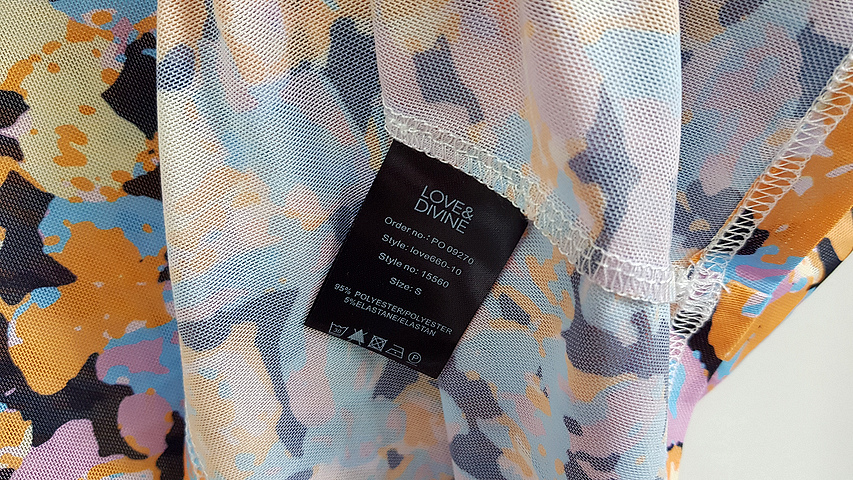 LOVE&
DIVINE
Order no-: PO 09270
Style: love660-10
Style no: 15560
Size: S
95% POLYESTER/POLYESTER
5%ELASTANE/ELASTAN
P